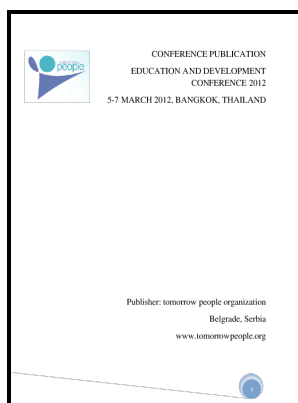 CONFERENCE PUBLICATION
EDUCATION AND DEVELOPMENT
CONFERENCE 2012
5-7 MARCH 2012, BANGKOK, THAILAND
people
Publisher: tomorrow people organization
Belgrade, Serbia
www.tomorrowpeople.org
1